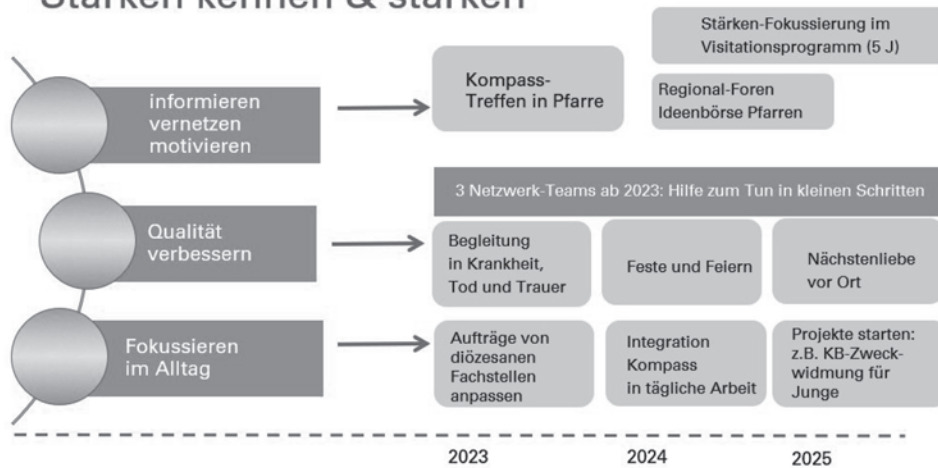 Stärken kennen & stärken
informieren
vernetzen
motivieren
Kompass-
Treffen in Pfarre
Stärken-Fokussierung im
Visitationsprogramm (5 J)
Regional-Foren
Ideenbörse Pfarren
3 Netzwerk-Teams ab 2023: Hilfe zum Tun in kleinen Schritten
Qualität
verbessern
Begleitung
in Krankheit,
Tod und Trauer
Feste und Feiern
Nächstenliebe
vor Ort
Fokussieren
im Alltag
Aufträge von
diözesanen
Fachstellen
anpassen
Integration
Kompass
in tägliche Arbeit
Projekte starten:
z.B. KB-Zweck-
widmung für
Junge
2023
2024
2025